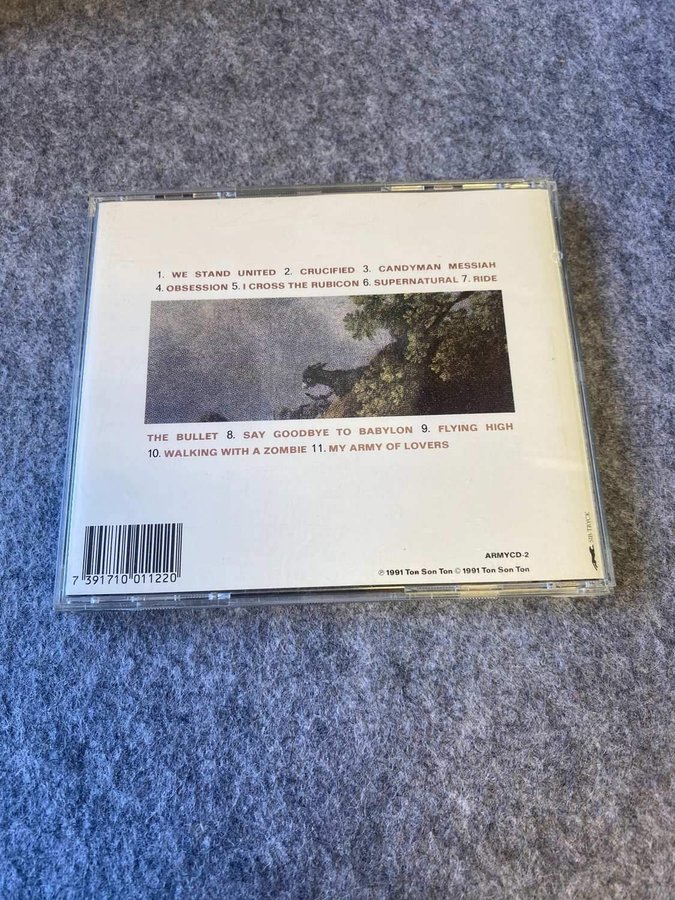 1. WE STAND UNITED 2. CRUCIFIED 3. CANDYMAN MESSIAH
4. OBSESSION 5. I CROSS THE RUBICON 6. SUPERNATURAL 7. RIDE
THE BULLET 8. SAY GOODBYE TO BABYLON 9. FLYING HIGH
10. WALKING WITH A ZOMBIE 11. MY ARMY OF LOVERS
7 391710 011220
ARMYCD-2
℗ 1991 Ton Son Ton © 1991 Ton Son Ton
SIB-TRYCK